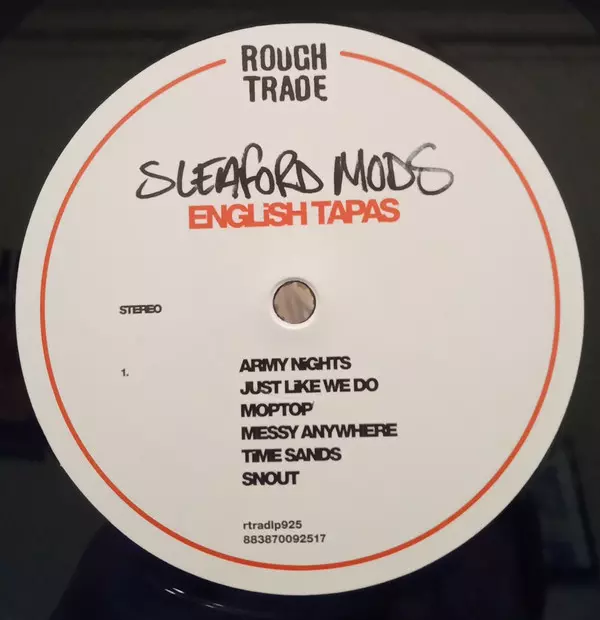 ROUGH
TRADE
SLEAFORD MODS
ENGLiSH TAPAS
STEREO
1.
ARMY NiGHTS
JUST LiKE WE DO
MOPTOP
MESSY ANYWHERE
TiME SANDS
SNOUT
rtradlp925
883870092517